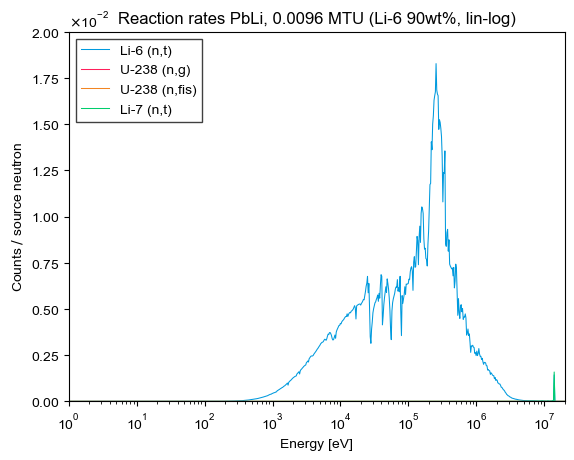 ×10⁻² Reaction rates PbLi, 0.0096 MTU (Li-6 90wt%, lin-log)
2.00
1.75
1.50
1.25
1.00
0.75
0.50
0.25
0.00
Counts / source neutron
Li-6 (n,t)
U-238 (n,g)
U-238 (n,fis)
Li-7 (n,t)
10⁰ 10¹ 10² 10³ 10⁴ 10⁵ 10⁶ 10⁷
Energy [eV]